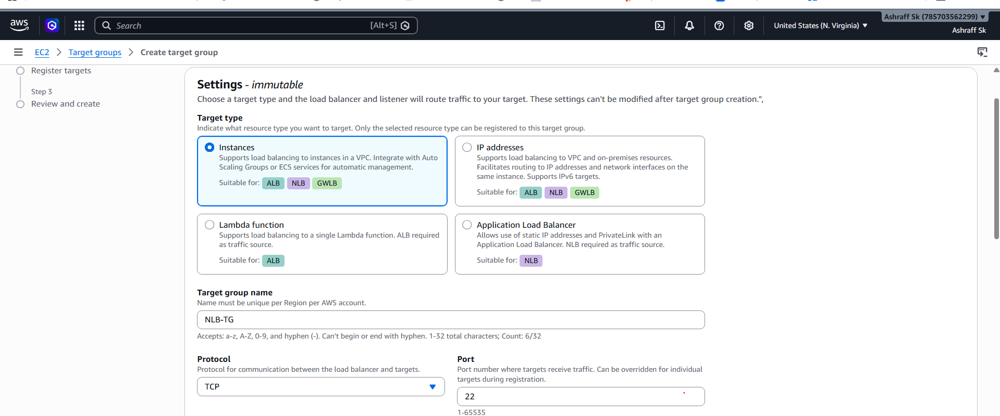 aws
Search
[Alt+S]
United States (N. Virginia)
Ashraff Sk (785703562299)
Ashraff Sk
EC2
Target groups
Create target group
Register targets
Step 3
Review and create
Settings - immutable
Choose a target type and the load balancer and listener will route traffic to your target. These settings can't be modified after target group creation.",
Target type
Indicate what resource type you want to target. Only the selected resource type can be registered to this target group.
Instances
Supports load balancing to instances in a VPC. Integrate with Auto
Scaling Groups or ECS services for automatic management.
Suitable for: ALB NLB GWLB
IP addresses
Supports load balancing to VPC and on-premises resources.
Facilitates routing to IP addresses and network interfaces on the
same instance. Supports IPv6 targets.
Suitable for: ALB NLB GWLB
Lambda function
Supports load balancing to a single Lambda function. ALB required
as traffic source.
Suitable for: ALB
Application Load Balancer
Allows use of static IP addresses and PrivateLink with an
Application Load Balancer. NLB required as traffic source.
Suitable for: NLB
Target group name
Name must be unique per Region per AWS account.
NLB-TG
Accepts: a-z, A-Z, 0-9, and hyphen (-). Can't begin or end with hyphen. 1-32 total characters; Count: 6/32
Protocol
Protocol for communication between the load balancer and targets.
TCP
Port
Port number where targets receive traffic. Can be overridden for individual
targets during registration.
22
1-65535